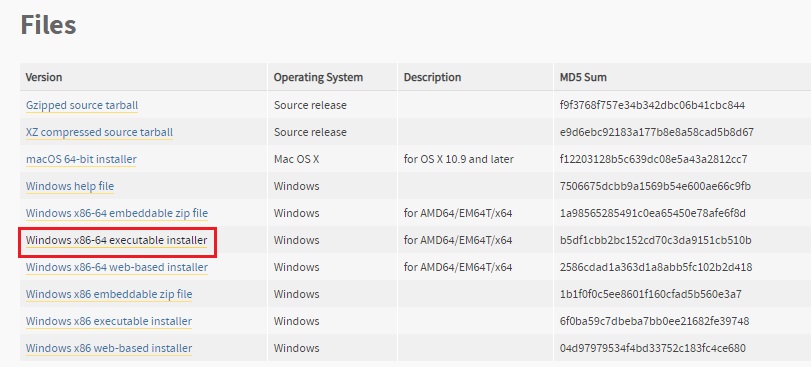 Files
Version Operating System Description MD5 Sum
Gzipped source tarball Source release f9f3768f757e34b342dbc06b41cbc844
XZ compressed source tarball Source release e9d6ebc92183a177b8e8a58cad5b8d67
macOS 64-bit installer Mac OS X for OS X 10.9 and later f12203128b5c639dc08e5a43a2812cc7
Windows help file Windows 7506675dcbb9a1569b54e600ae66c9fb
Windows x86-64 embeddable zip file Windows for AMD64/EM64T/x64 1a98565285491c0ea65450e78afe6f8d
Windows x86-64 executable installer Windows for AMD64/EM64T/x64 b5df1cbb2bc152cd70c3da9151cb510b
Windows x86-64 web-based installer Windows for AMD64/EM64T/x64 2586cdad1a363d1a8abb5fc102b2d418
Windows x86 embeddable zip file Windows 1b1f0f0c5ee8601f160cfad5b560e3a7
Windows x86 executable installer Windows 6f0ba59c7dbeba7bb0ee21682fe39748
Windows x86 web-based installer Windows 04d97979534f4bd33752c183fc4ce680